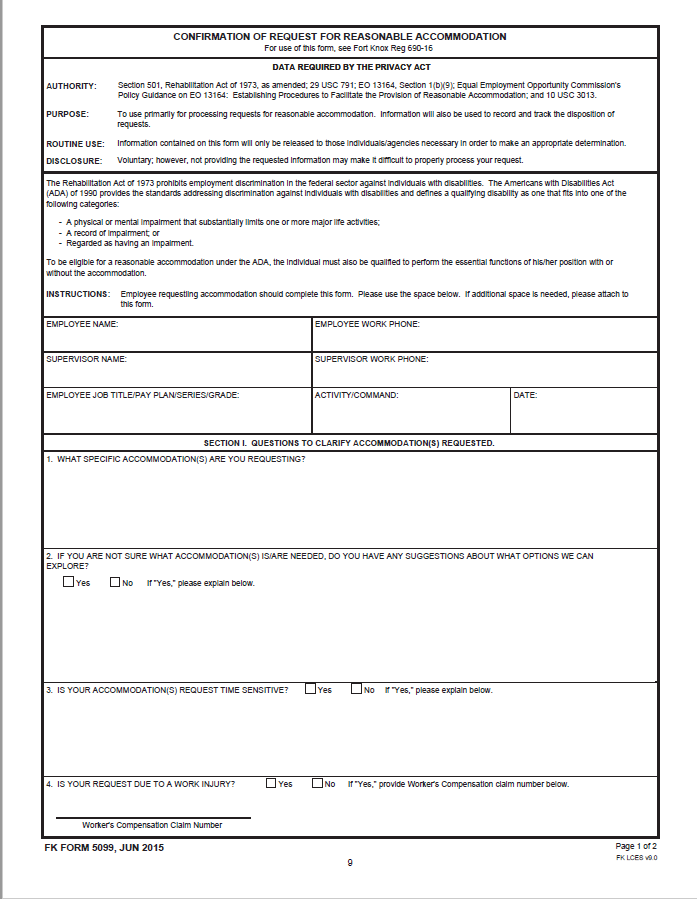 CONFIRMATION OF REQUEST FOR REASONABLE ACCOMMODATION
For use of this form, see Fort Knox Reg 690-16
DATA REQUIRED BY THE PRIVACY ACT
AUTHORITY: Section 501, Rehabilitation Act of 1973, as amended; 29 USC 791; EO 13164, Section 1(b)(9); Equal Employment Opportunity Commission's
Policy Guidance on EO 13164: Establishing Procedures to Facilitate the Provision of Reasonable Accommodation; and 10 USC 3013.
PURPOSE: To use primarily for processing requests for reasonable accommodation. Information will also be used to record and track the disposition of
requests.
ROUTINE USE: Information contained on this form will only be released to those individuals/agencies necessary in order to make an appropriate determination.
DISCLOSURE: Voluntary; however, not providing the requested information may make it difficult to properly process your request.
The Rehabilitation Act of 1973 prohibits employment discrimination in the federal sector against individuals with disabilities. The Americans with Disabilities Act
(ADA) of 1990 provides the standards addressing discrimination against individuals with disabilities and defines a qualifying disability as one that fits into one of the
following categories:
- A physical or mental impairment that substantially limits one or more major life activities;
- A record of impairment; or
- Regarded as having an impairment.
To be eligible for a reasonable accommodation under the ADA, the individual must also be qualified to perform the essential functions of his/her position with or
without the accommodation.
INSTRUCTIONS: Employee requesting accommodation should complete this form. Please use the space below. If additional space is needed, please attach to
this form.
EMPLOYEE NAME: EMPLOYEE WORK PHONE:
SUPERVISOR NAME: SUPERVISOR WORK PHONE:
EMPLOYEE JOB TITLE/PAY PLAN/SERIES/GRADE: ACTIVITY/COMMAND: DATE:
SECTION I. QUESTIONS TO CLARIFY ACCOMMODATION(S) REQUESTED.
1. WHAT SPECIFIC ACCOMMODATION(S) ARE YOU REQUESTING?
2. IF YOU ARE NOT SURE WHAT ACCOMMODATION(S) IS/ARE NEEDED, DO YOU HAVE ANY SUGGESTIONS ABOUT WHAT OPTIONS WE CAN
EXPLORE?
Yes No If "Yes," please explain below.
3. IS YOUR ACCOMMODATION(S) REQUEST TIME SENSITIVE? Yes No If "Yes," please explain below.
4. IS YOUR REQUEST DUE TO A WORK INJURY? Yes No If "Yes," provide Worker's Compensation claim number below.
Worker's Compensation Claim Number
FK FORM 5099, JUN 2015 Page 1 of 2
FK LCES v9.0
9